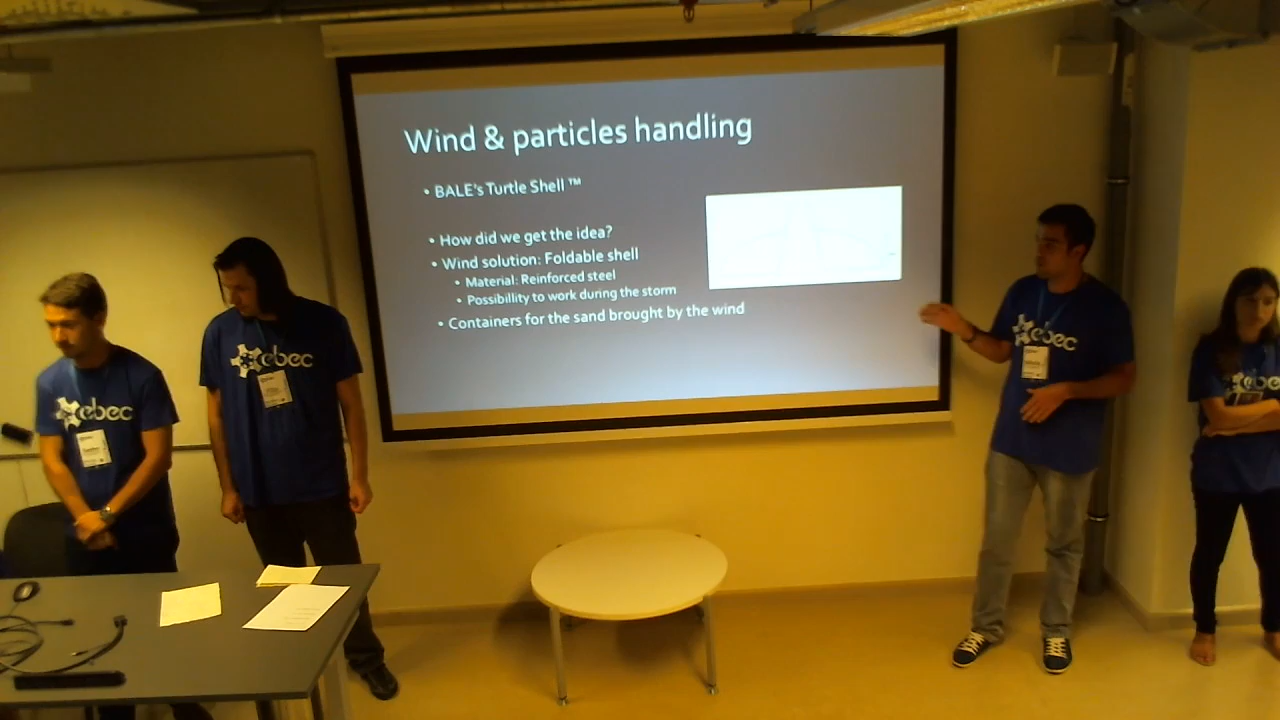 Wind & particles handling
• BALE's Turtle Shell ™
• How did we get the idea?
• Wind solution: Foldable shell
• Material: Reinforced steel
• Possibillity to work during the storm
• Containers for the sand brought by the wind
ebec
ebec
ebec
ebec